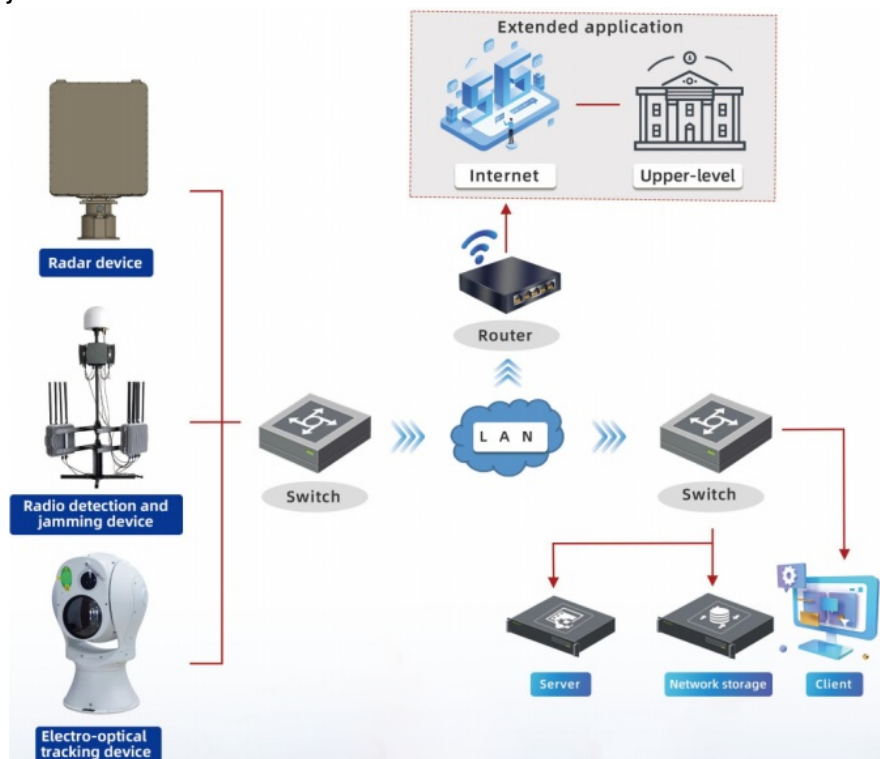 Extended application
Internet
Upper-level
Radar device
Router
Radio detection and
jamming device
Switch
L A N
Switch
Electro-optical
tracking device
Server
Network storage
Client